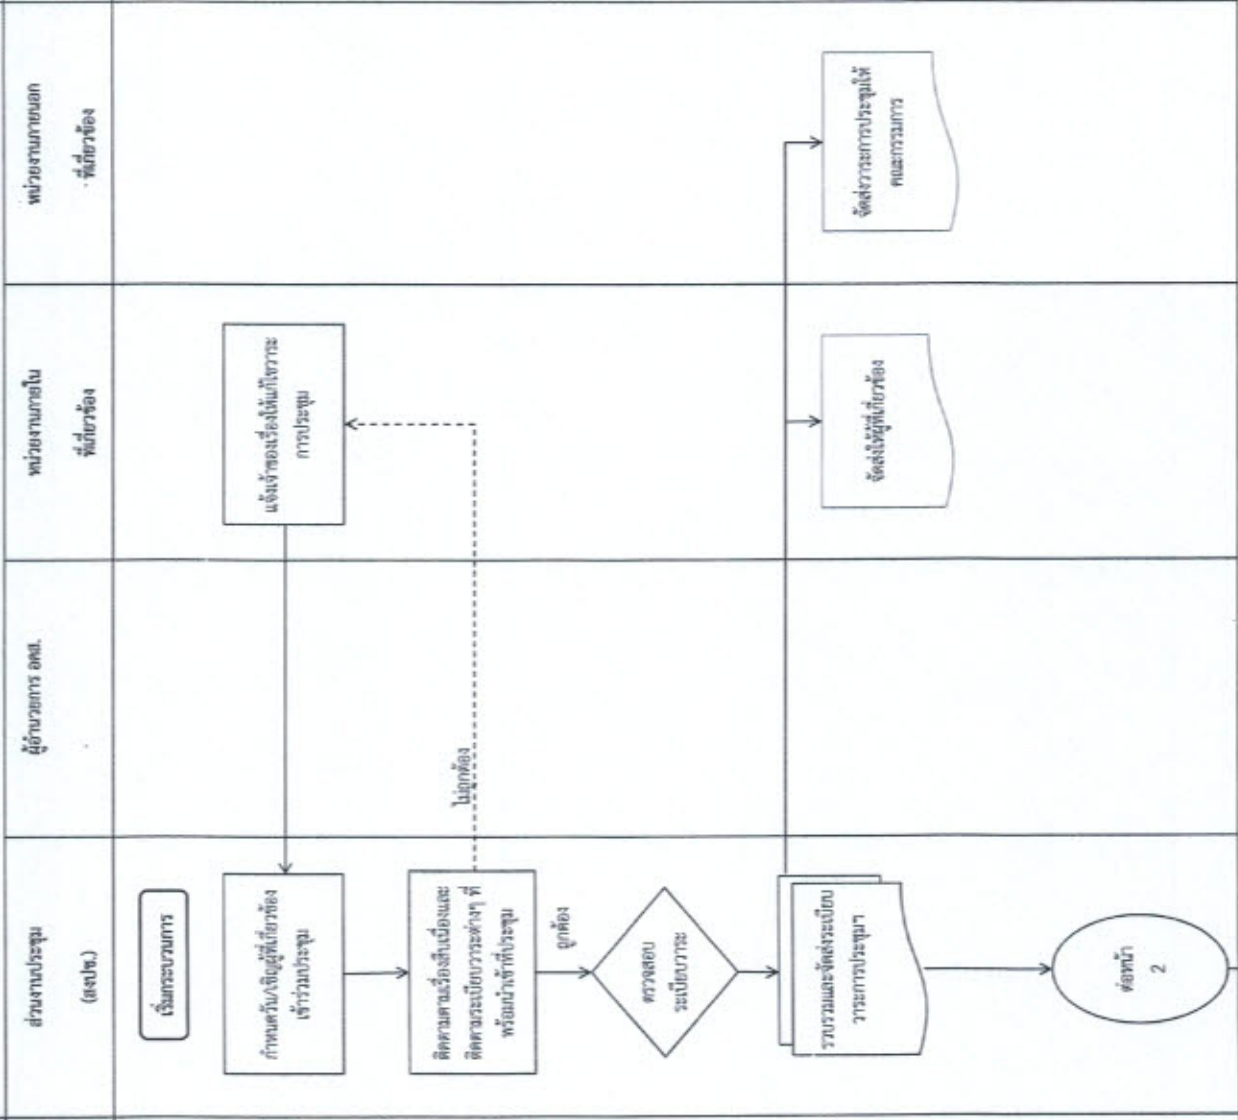 ส่วนงานประชุม
(สงปช.)
ผู้อำนวยการ อคส.
หน่วยงานภายใน
ที่เกี่ยวข้อง
หน่วยงานภายนอก
ที่เกี่ยวข้อง
เริ่มกระบวนการ
กำหนดวัน/เชิญผู้ที่เกี่ยวข้อง
เข้าร่วมประชุม
แจ้งเจ้าของเรื่องให้แก้ไขวาระ
การประชุม
ติดตามเรื่องสืบเนื่องและ
ติดตามระเบียบวาระต่างๆ ที่
พร้อมนำเข้าที่ประชุม
ไม่ถูกต้อง
ถูกต้อง
ตรวจสอบ
ระเบียบวาระ
รวบรวมและจัดส่งระเบียบ
วาระการประชุมฯ
จัดส่งให้ผู้ที่เกี่ยวข้อง
จัดส่งวาระการประชุมให้
คณะกรรมการ
ต่อหน้า
2